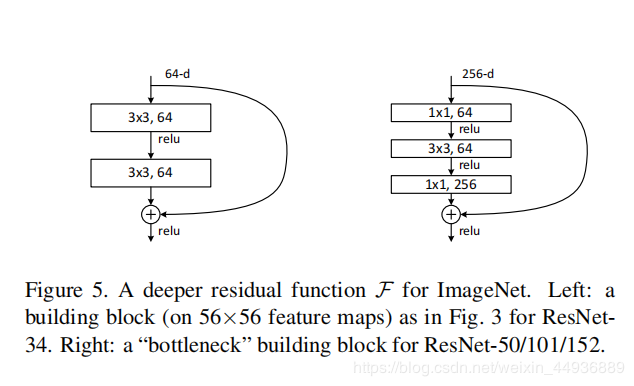 64-d
3x3, 64
relu
3x3, 64
+
relu
256-d
1x1, 64
relu
3x3, 64
relu
1x1, 256
+
relu
Figure 5. A deeper residual function F for ImageNet. Left: a
building block (on 56×56 feature maps) as in Fig. 3 for ResNet-
34. Right: a “bottleneck” building block for ResNet-50/101/152.
https://blog.csdn.net/weixin_44936889